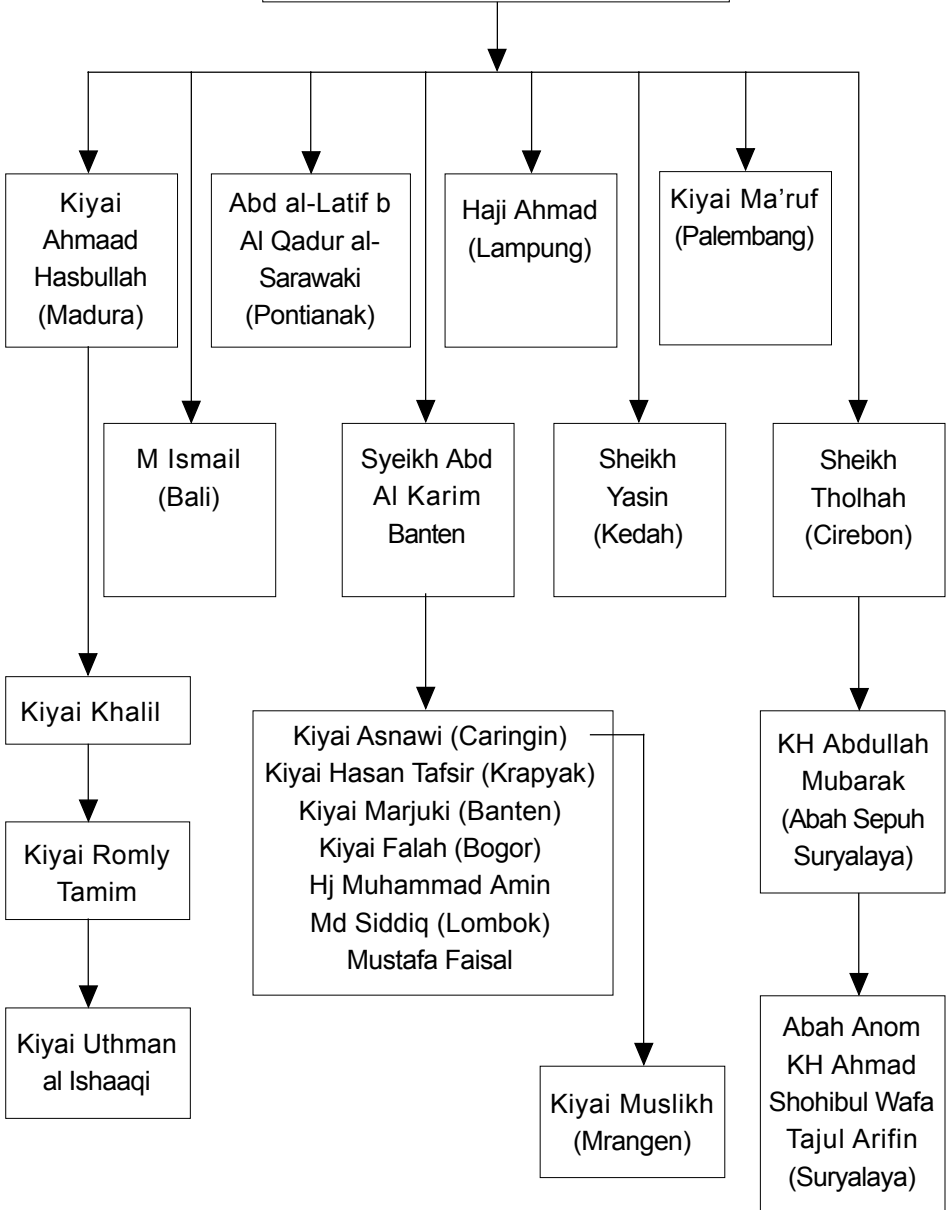 Kiyai
Ahmaad
Hasbullah
(Madura)
Abd al-Latif b
Al Qadur al-
Sarawaki
(Pontianak)
Haji Ahmad
(Lampung)
Kiyai Ma’ruf
(Palembang)
M Ismail
(Bali)
Syeikh Abd
Al Karim
Banten
Sheikh
Yasin
(Kedah)
Sheikh
Tholhah
(Cirebon)
Kiyai Khalil
Kiyai Romly
Tamim
Kiyai Uthman
al Ishaaqi
Kiyai Asnawi (Caringin)
Kiyai Hasan Tafsir (Krapyak)
Kiyai Marjuki (Banten)
Kiyai Falah (Bogor)
Hj Muhammad Amin
Md Siddiq (Lombok)
Mustafa Faisal
Kiyai Muslikh
(Mrangen)
KH Abdullah
Mubarak
(Abah Sepuh
Suryalaya)
Abah Anom
KH Ahmad
Shohibul Wafa
Tajul Arifin
(Suryalaya)